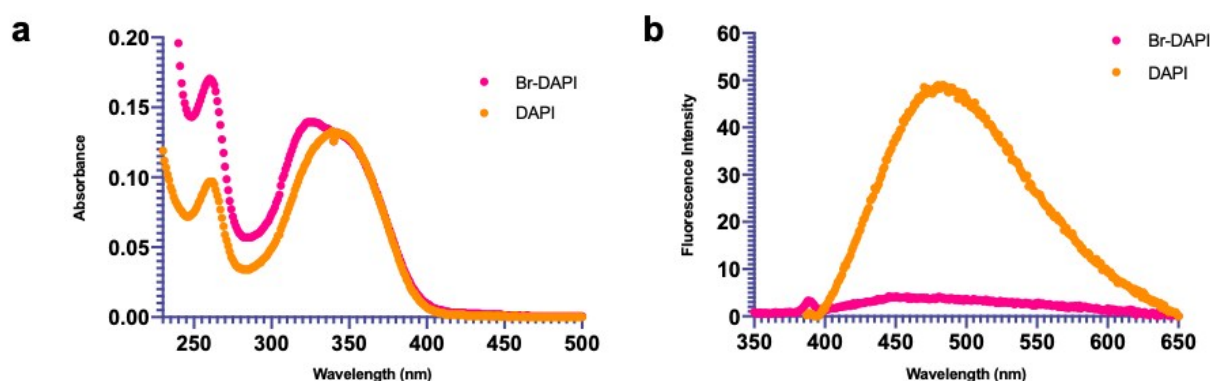 a
0.20
0.15
0.10
0.05
0.00
Absorbance
250 300 350 400 450 500
Wavelength (nm)
Br-DAPI
DAPI
b
60
50
40
30
20
10
0
Fluorescence Intensity
350 400 450 500 550 600 650
Wavelength (nm)
Br-DAPI
DAPI